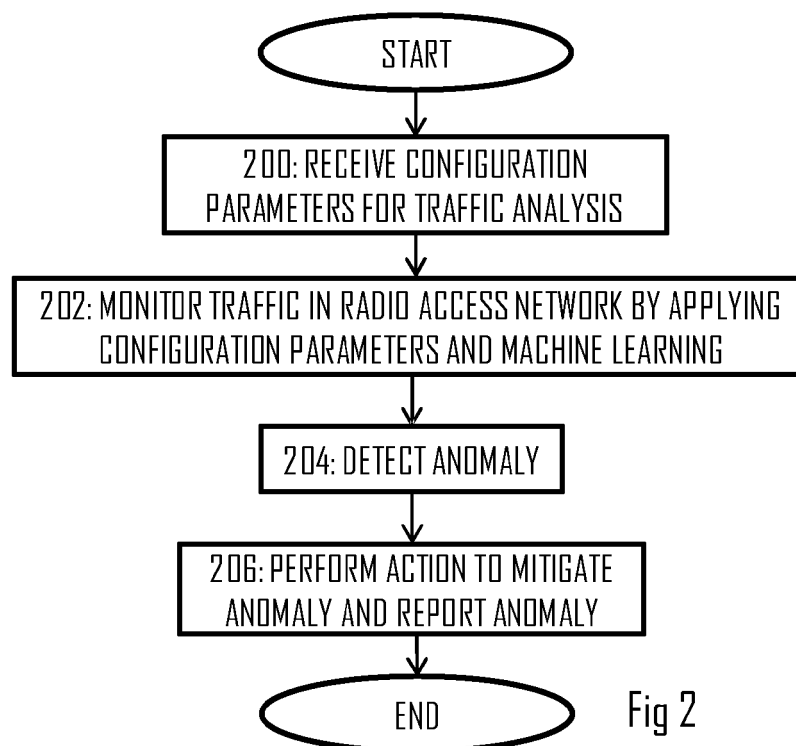 START
200: RECEIVE CONFIGURATION
PARAMETERS FOR TRAFFIC ANALYSIS
202: MONITOR TRAFFIC IN RADIO ACCESS NETWORK BY APPLYING
CONFIGURATION PARAMETERS AND MACHINE LEARNING
204: DETECT ANOMALY
206: PERFORM ACTION TO MITIGATE
ANOMALY AND REPORT ANOMALY
END
Fig 2